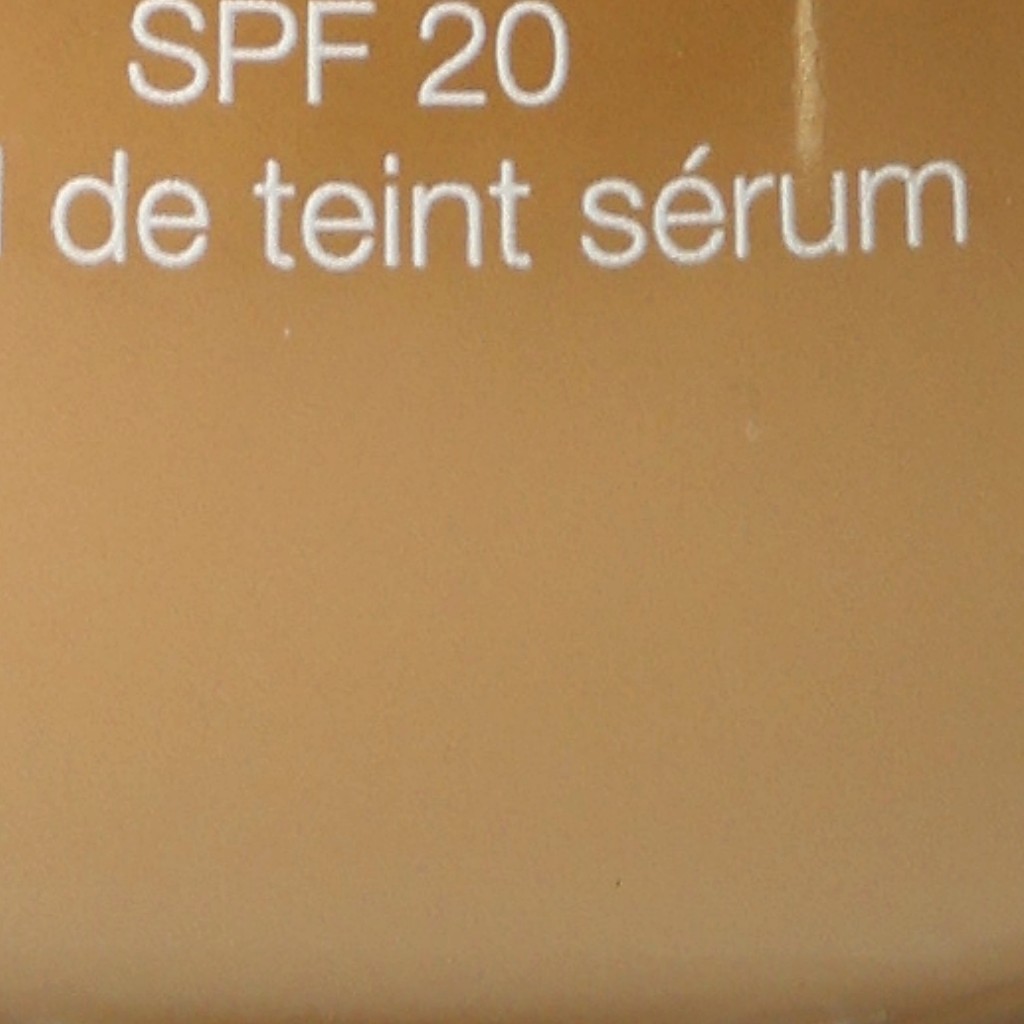 SPF 20
de teint sérum